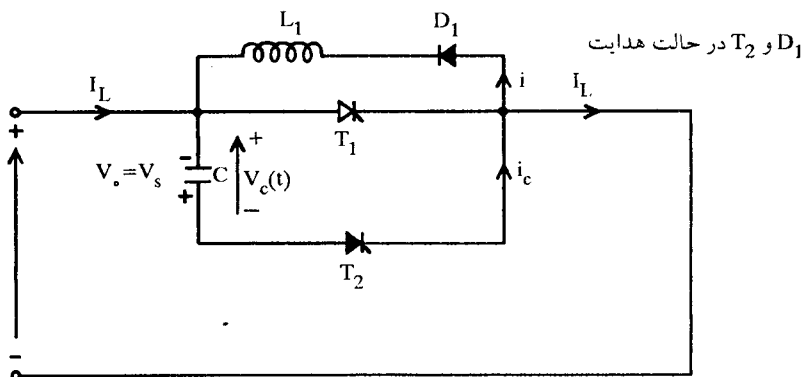 L₁
D₁
D₁ و T₂ در حالت هدایت
I_L
i
I_L
+
T₁
-
+
V₀=V_s
C
V_c(t)
i_c
+
-
T₂
-